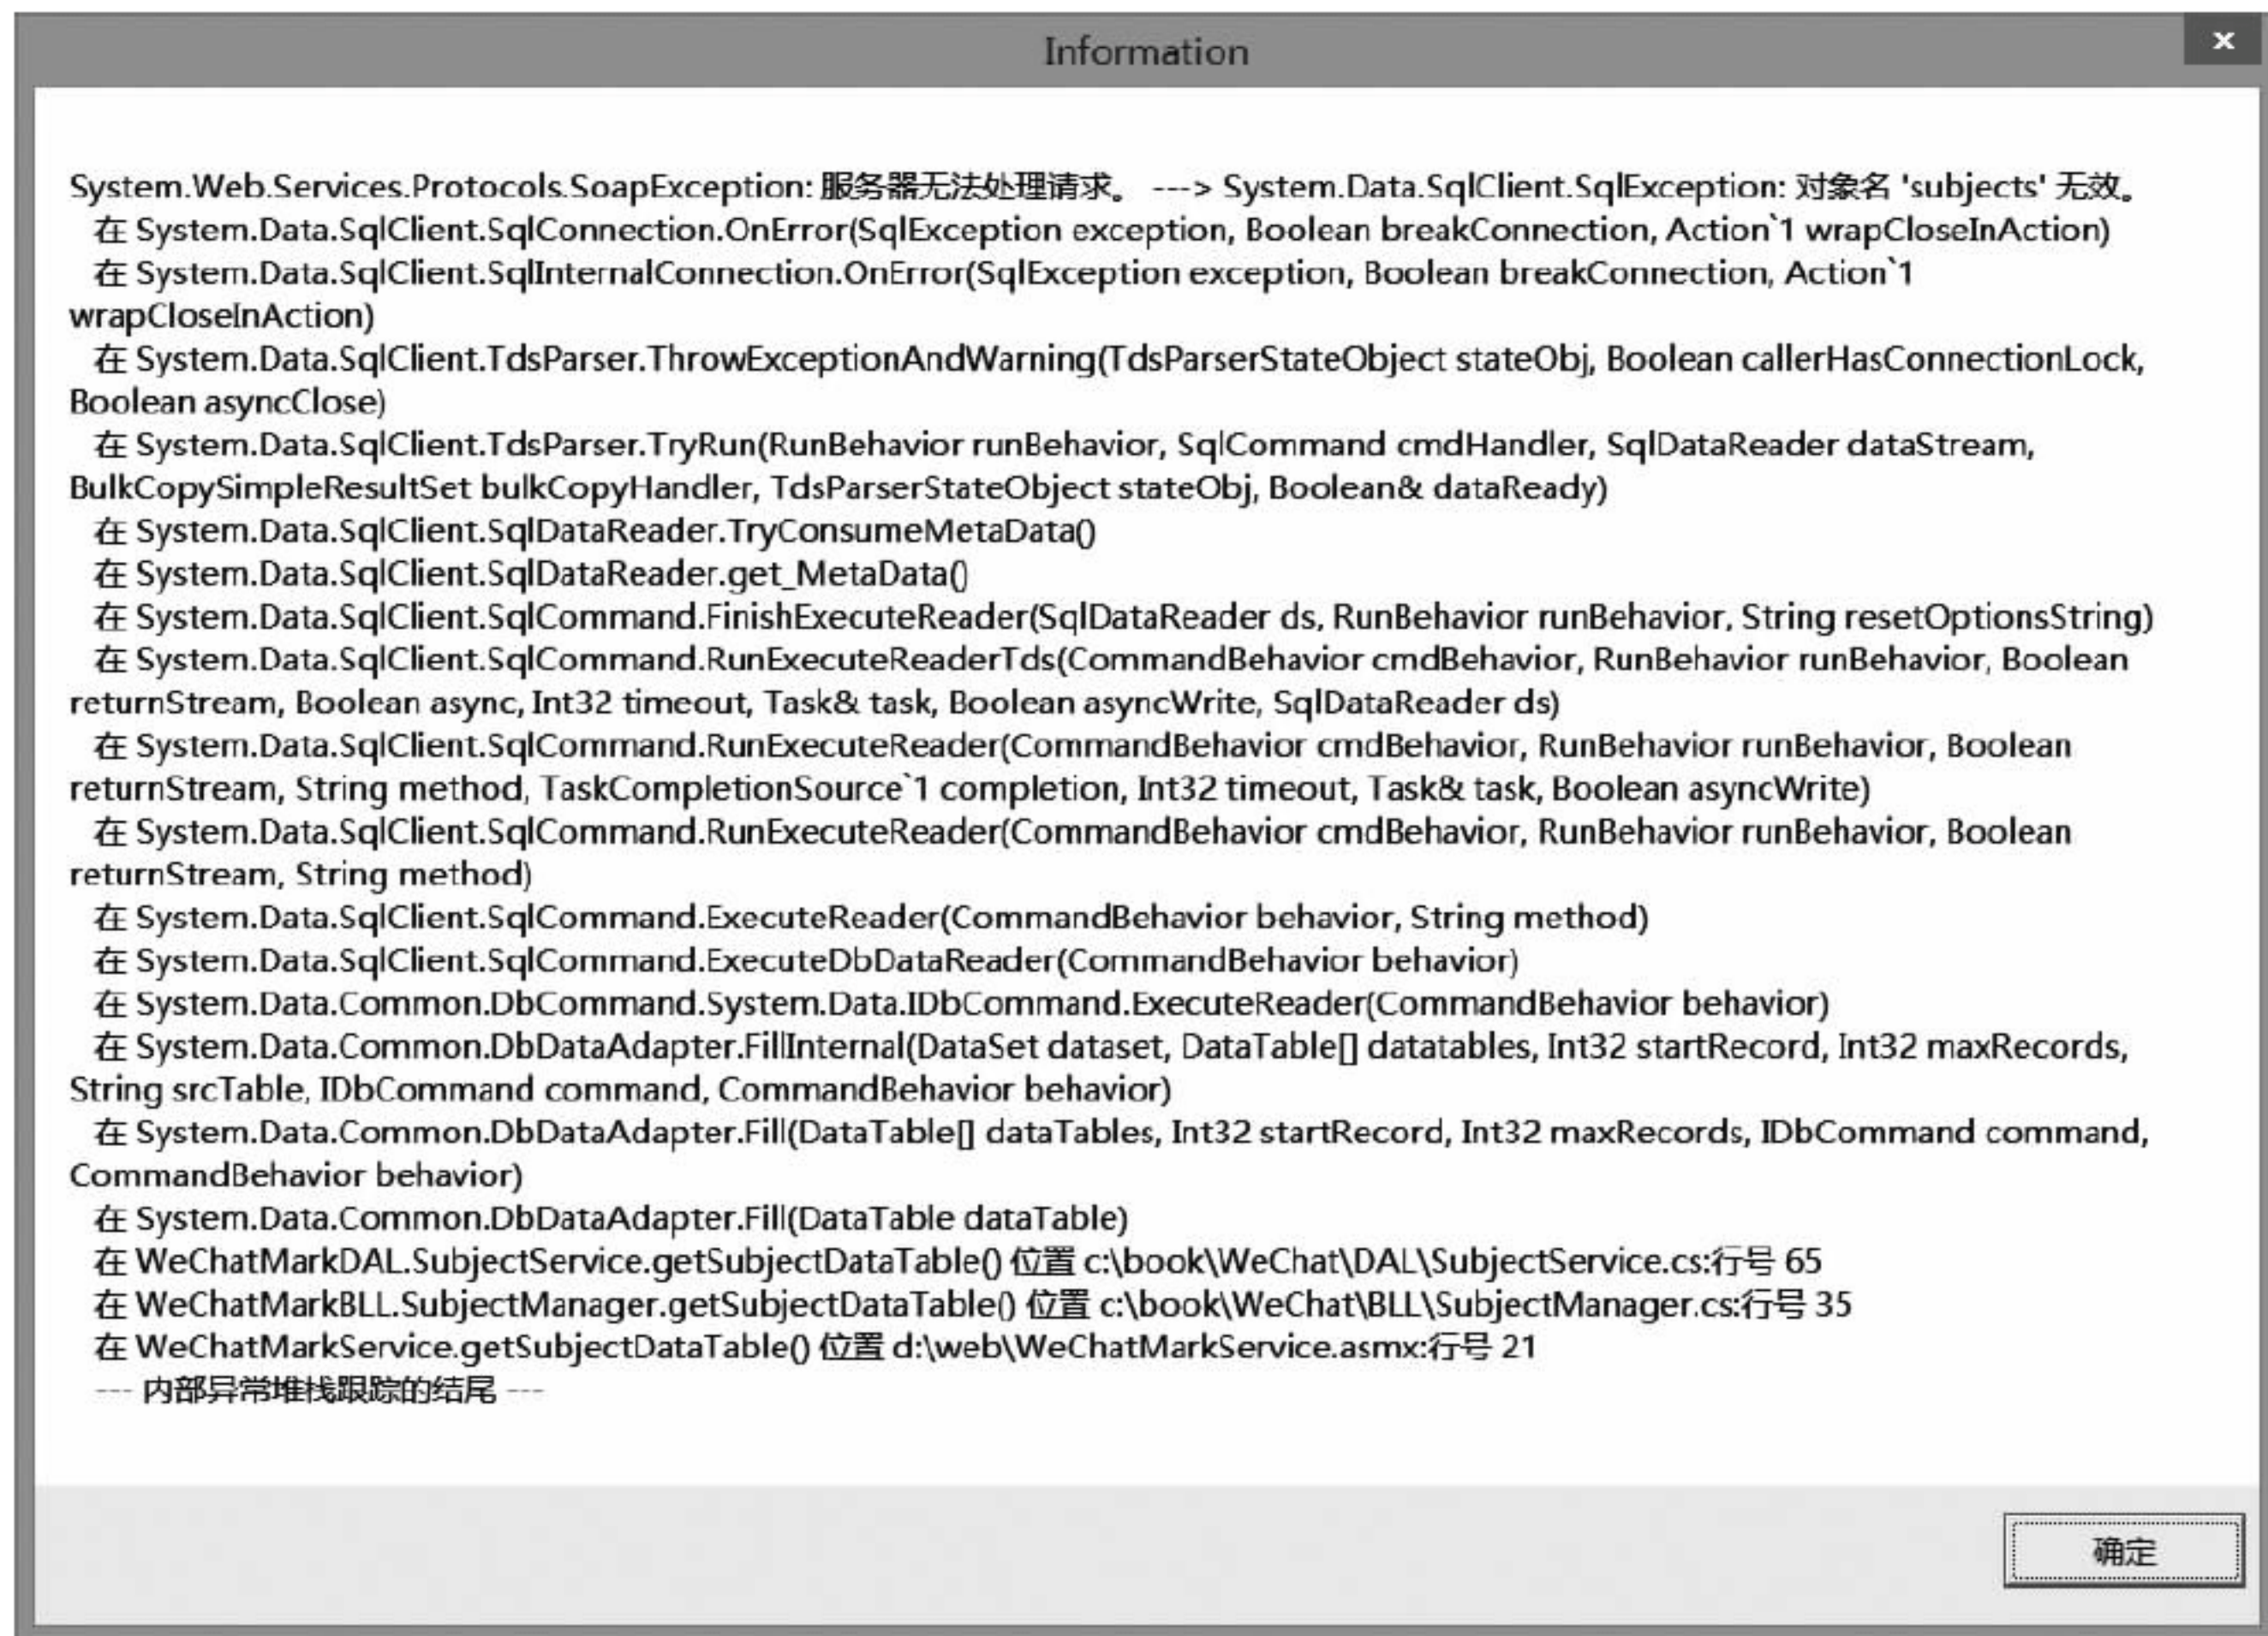 Information
x
System.Web.Services.Protocols.SoapException: 服务器无法处理请求。 ---> System.Data.SqlClient.SqlException: 对象名 'subjects' 无效。
在 System.Data.SqlClient.SqlConnection.OnError(SqlException exception, Boolean breakConnection, Action`1 wrapCloseInAction)
在 System.Data.SqlClient.SqlInternalConnection.OnError(SqlException exception, Boolean breakConnection, Action`1
wrapCloseInAction)
在 System.Data.SqlClient.TdsParser.ThrowExceptionAndWarning(TdsParserStateObject stateObj, Boolean callerHasConnectionLock,
Boolean asyncClose)
在 System.Data.SqlClient.TdsParser.TryRun(RunBehavior runBehavior, SqlCommand cmdHandler, SqlDataReader dataStream,
BulkCopySimpleResultSet bulkCopyHandler, TdsParserStateObject stateObj, Boolean& dataReady)
在 System.Data.SqlClient.SqlDataReader.TryConsumeMetaData()
在 System.Data.SqlClient.SqlDataReader.get_MetaData()
在 System.Data.SqlClient.SqlCommand.FinishExecuteReader(SqlDataReader ds, RunBehavior runBehavior, String resetOptionsString)
在 System.Data.SqlClient.SqlCommand.RunExecuteReaderTds(CommandBehavior cmdBehavior, RunBehavior runBehavior, Boolean
returnStream, Boolean async, Int32 timeout, Task& task, Boolean asyncWrite, SqlDataReader ds)
在 System.Data.SqlClient.SqlCommand.RunExecuteReader(CommandBehavior cmdBehavior, RunBehavior runBehavior, Boolean
returnStream, String method, TaskCompletionSource`1 completion, Int32 timeout, Task& task, Boolean asyncWrite)
在 System.Data.SqlClient.SqlCommand.RunExecuteReader(CommandBehavior cmdBehavior, RunBehavior runBehavior, Boolean
returnStream, String method)
在 System.Data.SqlClient.SqlCommand.ExecuteReader(CommandBehavior behavior, String method)
在 System.Data.SqlClient.SqlCommand.ExecuteDbDataReader(CommandBehavior behavior)
在 System.Data.Common.DbCommand.System.Data.IDbCommand.ExecuteReader(CommandBehavior behavior)
在 System.Data.Common.DbDataAdapter.FillInternal(DataSet dataset, DataTable[] datatables, Int32 startRecord, Int32 maxRecords,
String srcTable, IDbCommand command, CommandBehavior behavior)
在 System.Data.Common.DbDataAdapter.Fill(DataTable[] dataTables, Int32 startRecord, Int32 maxRecords, IDbCommand command,
CommandBehavior behavior)
在 System.Data.Common.DbDataAdapter.Fill(DataTable dataTable)
在 WeChatMarkDAL.SubjectService.getSubjectDataTable() 位置 c:\book\WeChat\DAL\SubjectService.cs:行号 65
在 WeChatMarkBLL.SubjectManager.getSubjectDataTable() 位置 c:\book\WeChat\BLL\SubjectManager.cs:行号 35
在 WeChatMarkService.getSubjectDataTable() 位置 d:\web\WeChatMarkService.asmx:行号 21
--- 内部异常堆栈跟踪的结尾 ---
确定